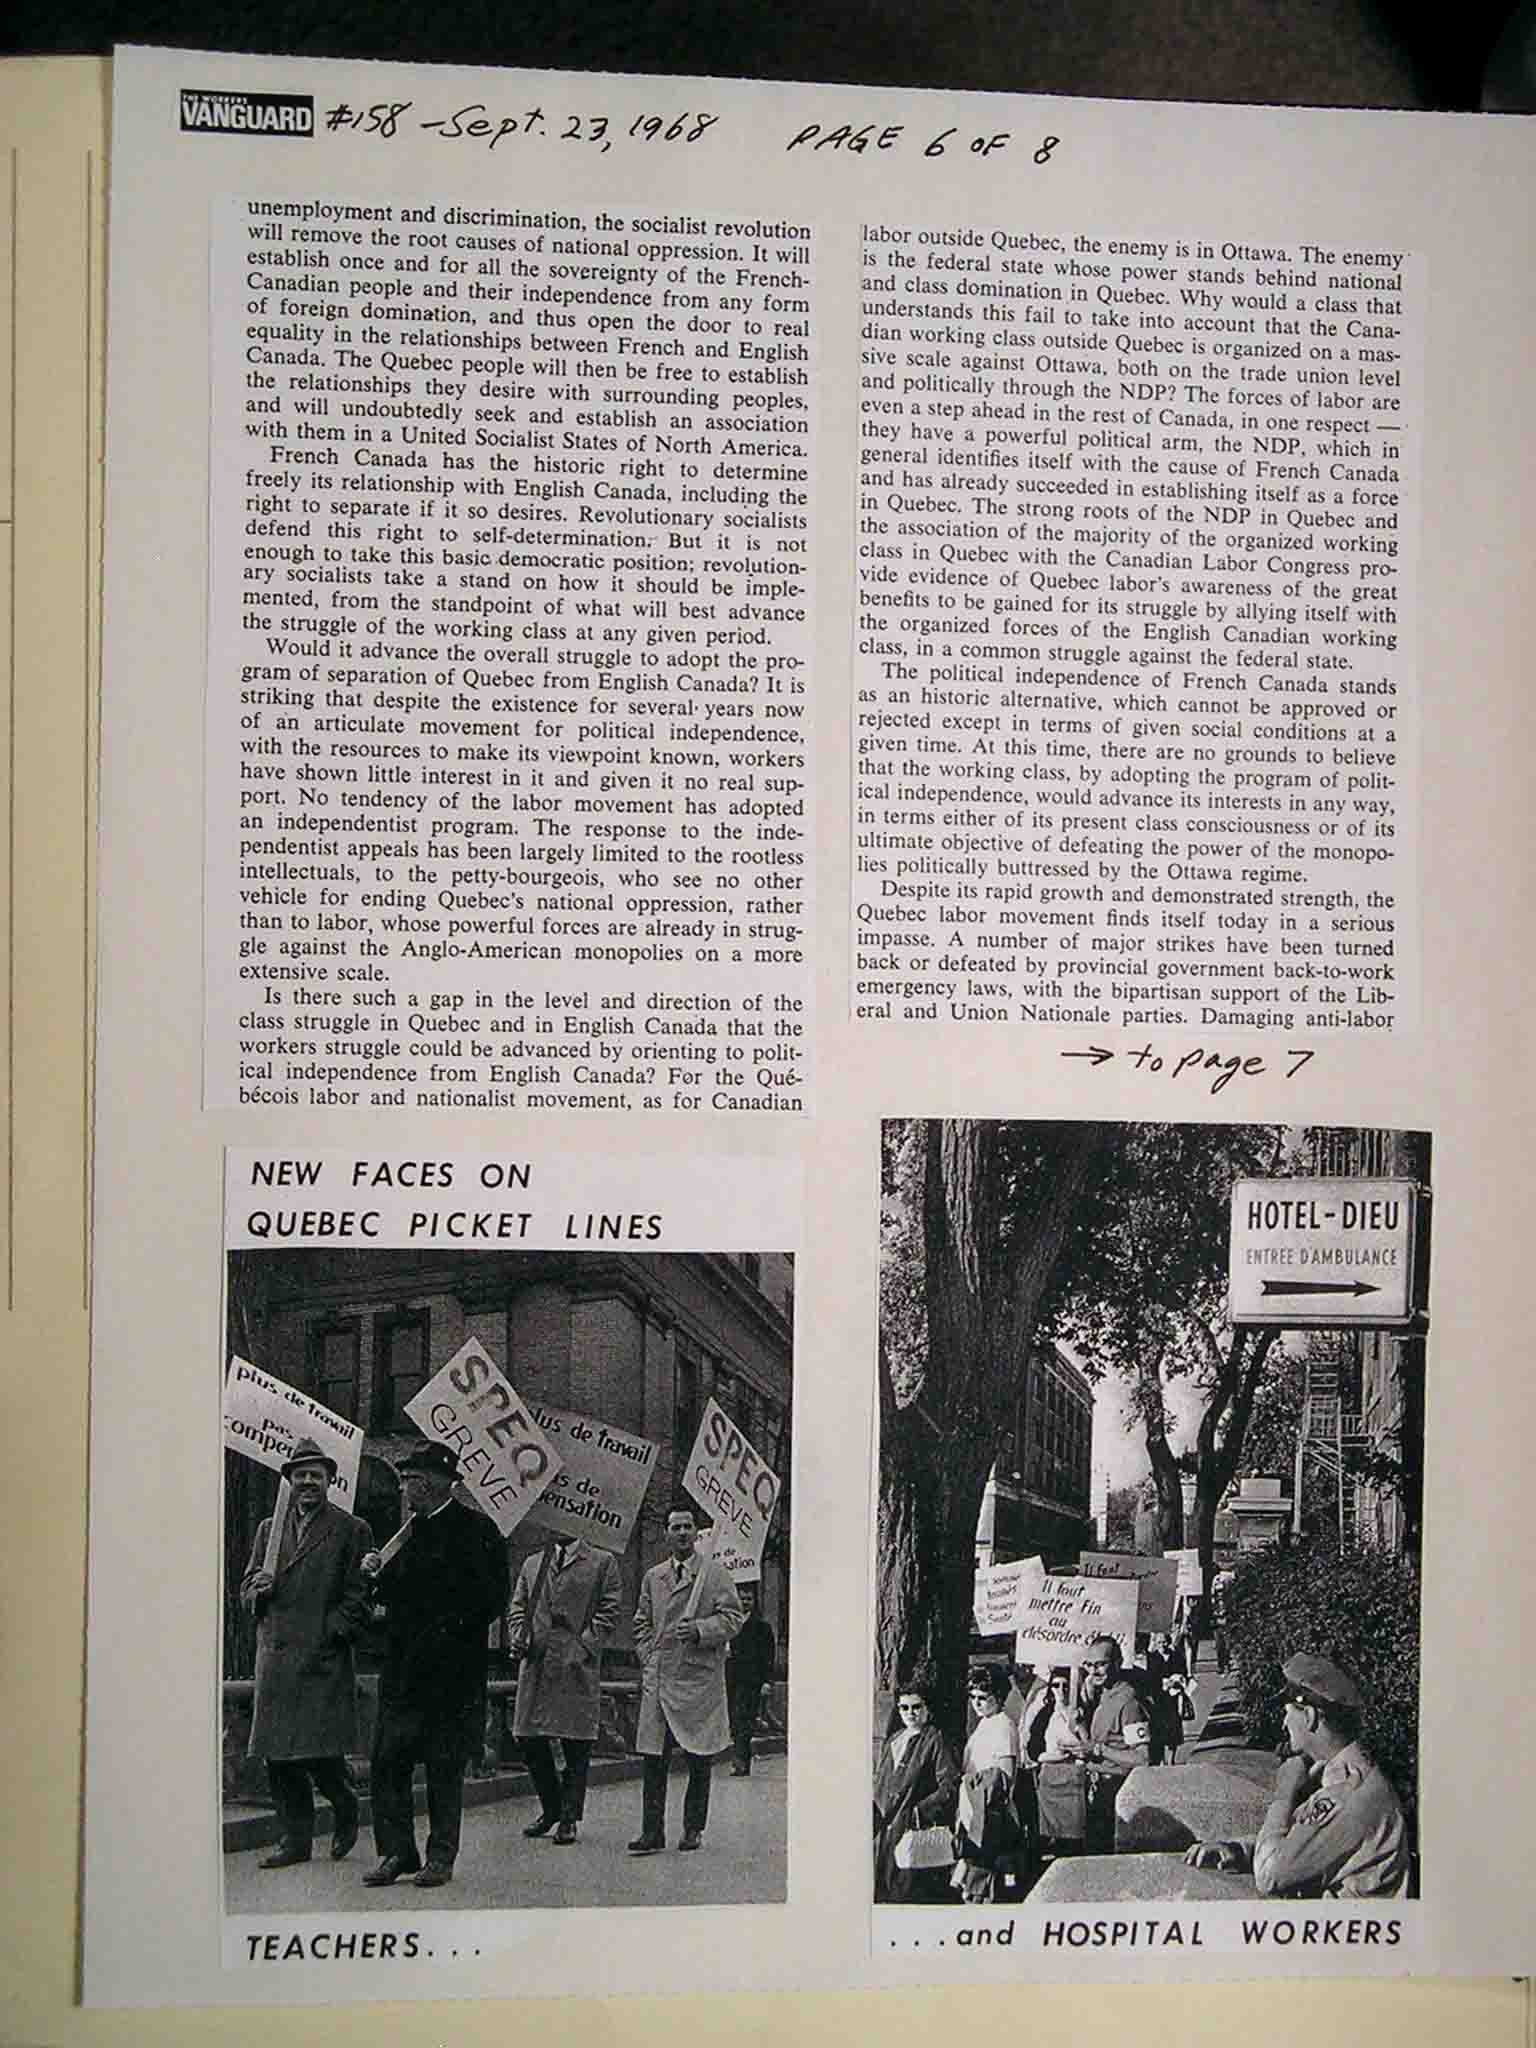 THE WORKERS
VANGUARD #158 - Sept. 23, 1968 PAGE 6 OF 8
unemployment and discrimination, the socialist revolution
will remove the root causes of national oppression. It will
establish once and for all the sovereignty of the French-
Canadian people and their independence from any form
of foreign domination, and thus open the door to real
equality in the relationships between French and English
Canada. The Quebec people will then be free to establish
the relationships they desire with surrounding peoples,
and will undoubtedly seek and establish an association
with them in a United Socialist States of North America.
French Canada has the historic right to determine
freely its relationship with English Canada, including the
right to separate if it so desires. Revolutionary socialists
defend this right to self-determination. But it is not
enough to take this basic democratic position; revolution-
ary socialists take a stand on how it should be imple-
mented, from the standpoint of what will best advance
the struggle of the working class at any given period.
Would it advance the overall struggle to adopt the pro-
gram of separation of Quebec from English Canada? It is
striking that despite the existence for several years now
of an articulate movement for political independence,
with the resources to make its viewpoint known, workers
have shown little interest in it and given it no real sup-
port. No tendency of the labor movement has adopted
an independentist program. The response to the inde-
pendentist appeals has been largely limited to the rootless
intellectuals, to the petty-bourgeois, who see no other
vehicle for ending Quebec's national oppression, rather
than to labor, whose powerful forces are already in strug-
gle against the Anglo-American monopolies on a more
extensive scale.
Is there such a gap in the level and direction of the
class struggle in Quebec and in English Canada that the
workers struggle could be advanced by orienting to polit-
ical independence from English Canada? For the Qué-
bécois labor and nationalist movement, as for Canadian
labor outside Quebec, the enemy is in Ottawa. The enemy
is the federal state whose power stands behind national
and class domination in Quebec. Why would a class that
understands this fail to take into account that the Cana-
dian working class outside Quebec is organized on a mas-
sive scale against Ottawa, both on the trade union level
and politically through the NDP? The forces of labor are
even a step ahead in the rest of Canada, in one respect —
they have a powerful political arm, the NDP, which in
general identifies itself with the cause of French Canada
and has already succeeded in establishing itself as a force
in Quebec. The strong roots of the NDP in Quebec and
the association of the majority of the organized working
class in Quebec with the Canadian Labor Congress pro-
vide evidence of Quebec labor's awareness of the great
benefits to be gained for its struggle by allying itself with
the organized forces of the English Canadian working
class, in a common struggle against the federal state.
The political independence of French Canada stands
as an historic alternative, which cannot be approved or
rejected except in terms of given social conditions at a
given time. At this time, there are no grounds to believe
that the working class, by adopting the program of polit-
ical independence, would advance its interests in any way,
in terms either of its present class consciousness or of its
ultimate objective of defeating the power of the monopo-
lies politically buttressed by the Ottawa regime.
Despite its rapid growth and demonstrated strength, the
Quebec labor movement finds itself today in a serious
impasse. A number of major strikes have been turned
back or defeated by provincial government back-to-work
emergency laws, with the bipartisan support of the Lib-
eral and Union Nationale parties. Damaging anti-labor
→ to page 7
NEW FACES ON
QUEBEC PICKET LINES
plus de travail
pas
SPEQ
GREVE
lus de travail
s de
ensation
SPEQ
GREVE
s de
sation
TEACHERS...
HOTEL-DIEU
ENTREE D'AMBULANCE
Il faut
mettre Fin
au
désordre
Il faut
...and HOSPITAL WORKERS